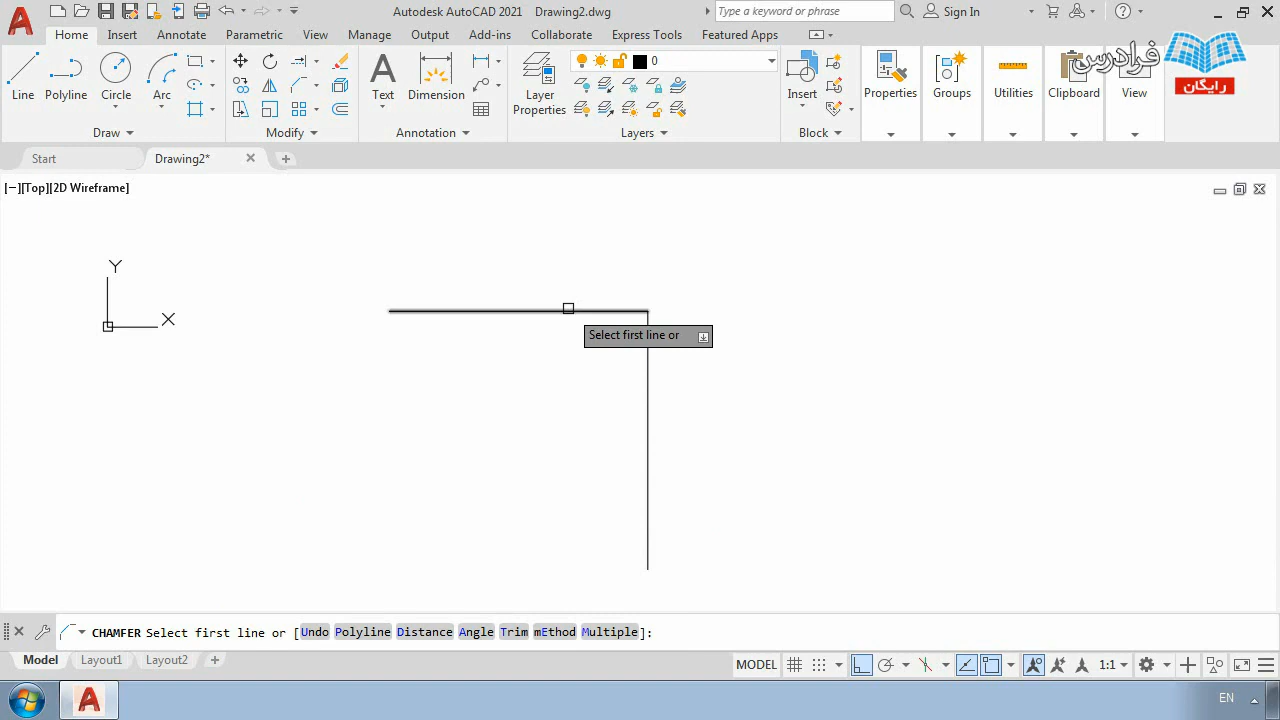 Autodesk AutoCAD 2021 Drawing2.dwg
Type a keyword or phrase
Sign In
Home Insert Annotate Parametric View Manage Output Add-ins Collaborate Express Tools Featured Apps
فرادرس
رایگان
0
Line Polyline Circle Arc
Text Dimension
Layer
Properties
Insert
Properties Groups Utilities Clipboard View
Draw Modify Annotation Layers Block
Start Drawing2*
[−][Top][2D Wireframe]
Y
X
Select first line or
CHAMFER Select first line or [Undo Polyline Distance Angle Trim mEthod Multiple]:
Model Layout1 Layout2
MODEL 1:1
EN